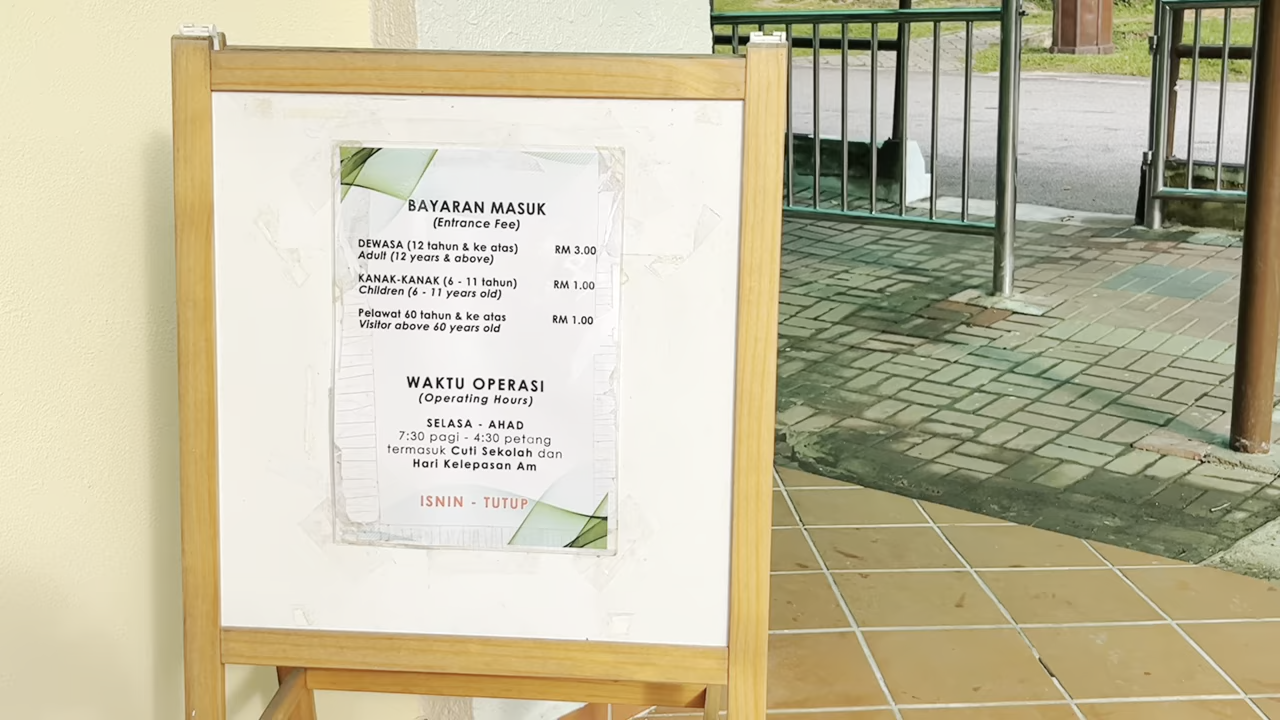 BAYARAN MASUK
(Entrance Fee)
DEWASA (12 tahun & ke atas) RM 3.00
Adult (12 years & above)
KANAK-KANAK (6 - 11 tahun) RM 1.00
Children (6 - 11 years old)
Pelawat 60 tahun & ke atas RM 1.00
Visitor above 60 years old
WAKTU OPERASI
(Operating Hours)
SELASA - AHAD
7:30 pagi - 4:30 petang
termasuk Cuti Sekolah dan
Hari Kelepasan Am
ISNIN - TUTUP